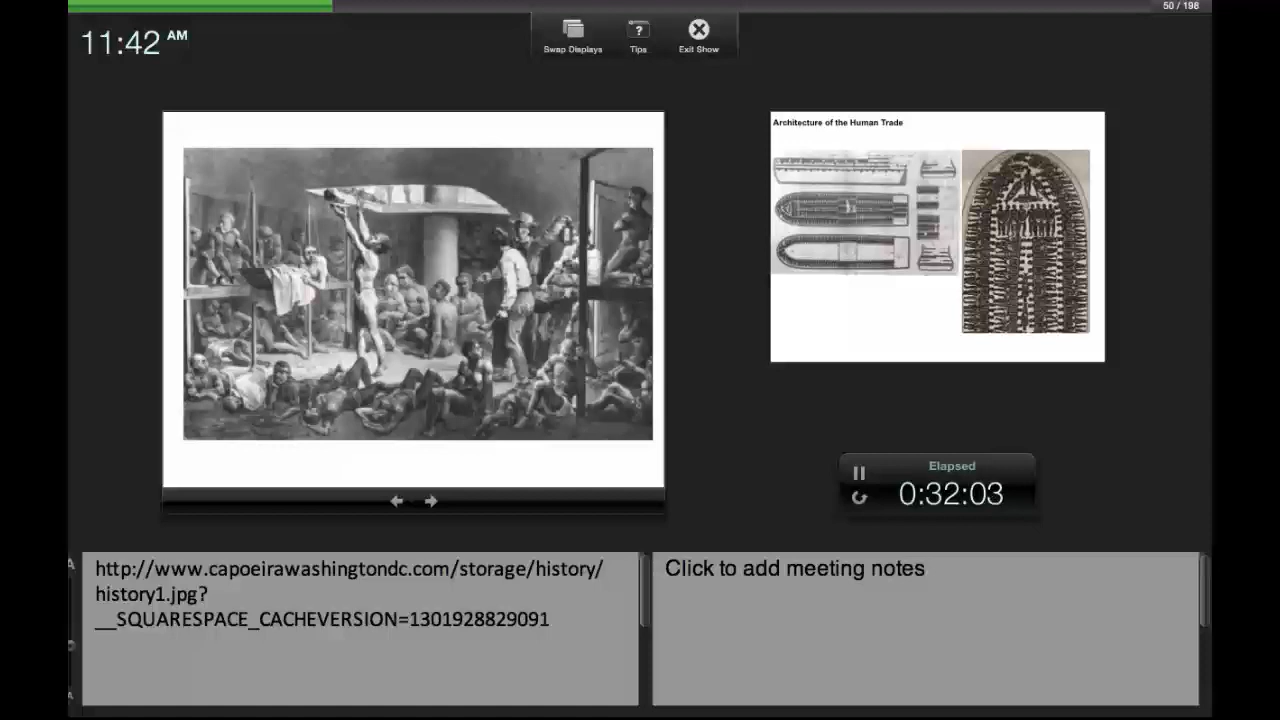 50 / 198
11:42 AM
Swap Displays
Tips
Exit Show
Architecture of the Human Trade
Elapsed
0:32:03
http://www.capoeirawashingtondc.com/storage/history/
history1.jpg?
__SQUARESPACE_CACHEVERSION=1301928829091
Click to add meeting notes